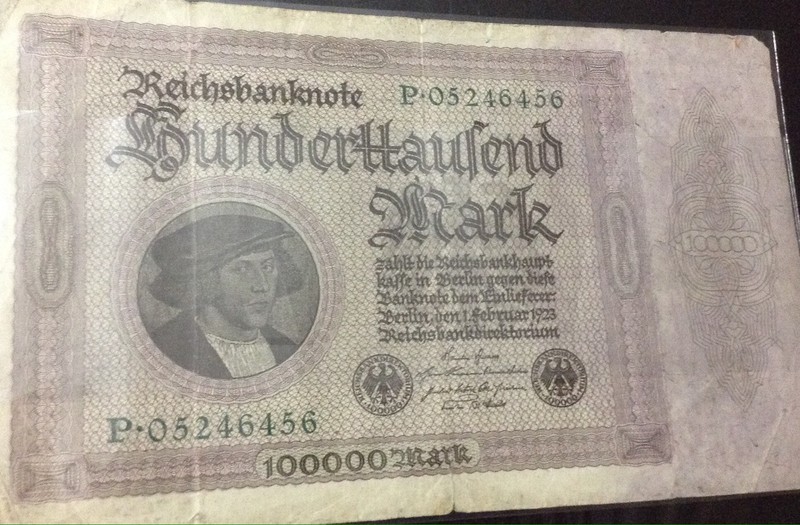 Reichsbanknote P·05246456
Hunderttausend
Mark
zahlt die Reichsbankhaupt-
kasse in Berlin gegen diese
Banknote dem Einlieferer.
Berlin, den 1. Februar 1923
Reichsbankdirektorium
100000
P·05246456
100000 Mark